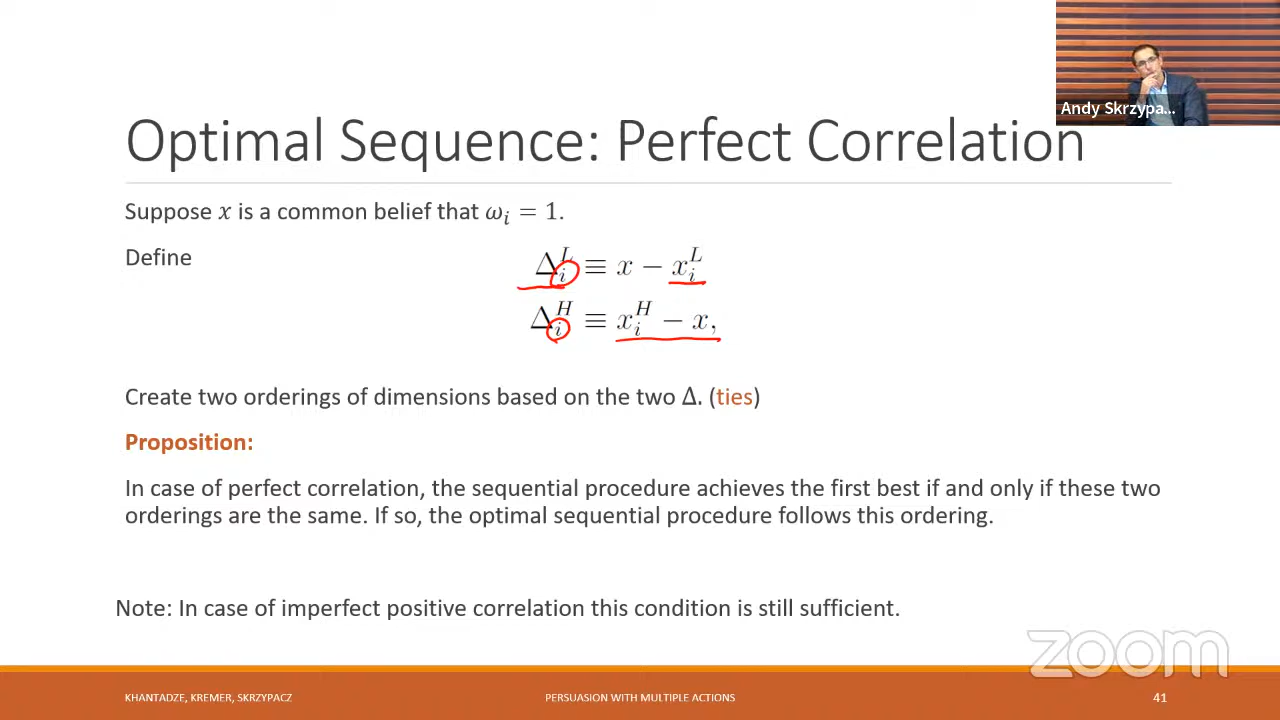 Andy Skrzypa...
Optimal Sequence: Perfect Correlation
Suppose 𝑥 is a common belief that 𝜔ᵢ = 1.
Define
Δᵢᴸ ≡ x − xᵢᴸ
Δᵢᴴ ≡ xᵢᴴ − x,
Create two orderings of dimensions based on the two Δ. (ties)
Proposition:
In case of perfect correlation, the sequential procedure achieves the first best if and only if these two
orderings are the same. If so, the optimal sequential procedure follows this ordering.
Note: In case of imperfect positive correlation this condition is still sufficient.
zoom
KHANTADZE, KREMER, SKRZYPACZ
PERSUASION WITH MULTIPLE ACTIONS
41